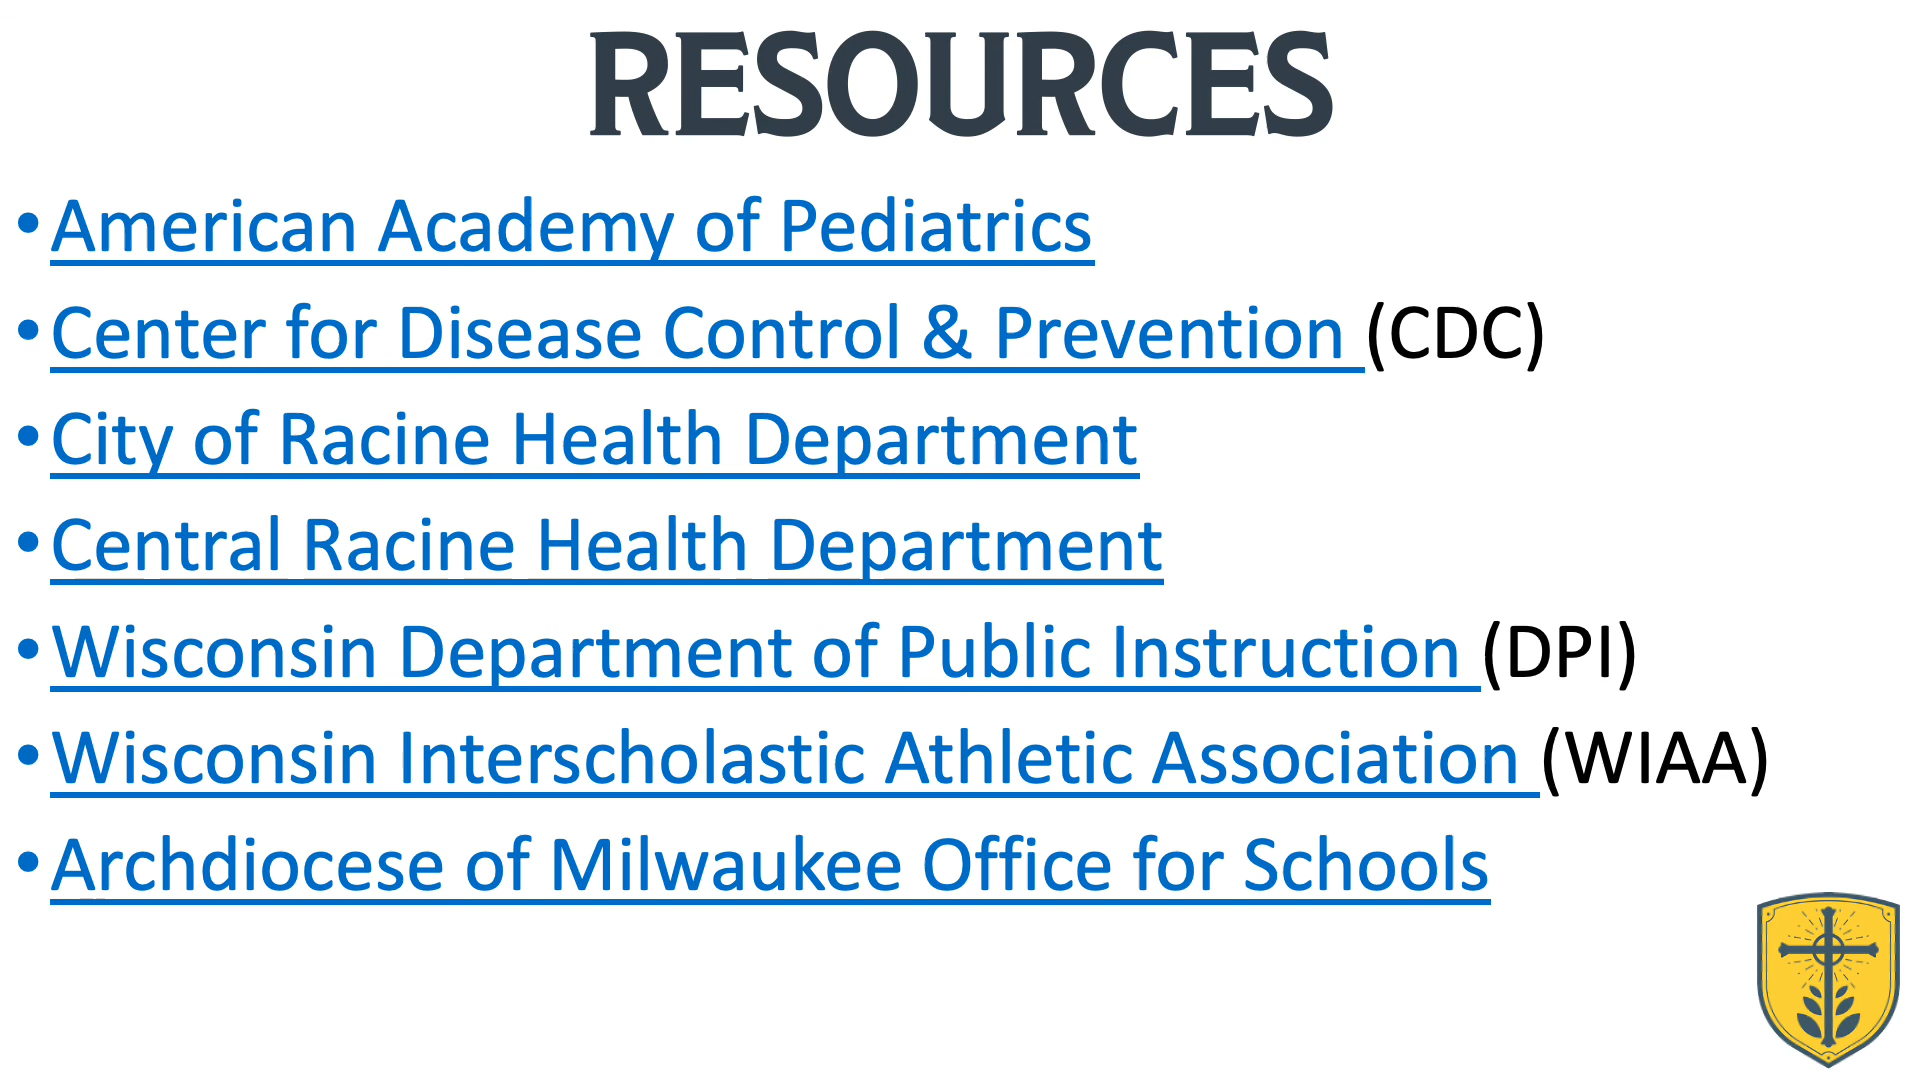 RESOURCES
• American Academy of Pediatrics
• Center for Disease Control & Prevention (CDC)
• City of Racine Health Department
• Central Racine Health Department
• Wisconsin Department of Public Instruction (DPI)
• Wisconsin Interscholastic Athletic Association (WIAA)
• Archdiocese of Milwaukee Office for Schools